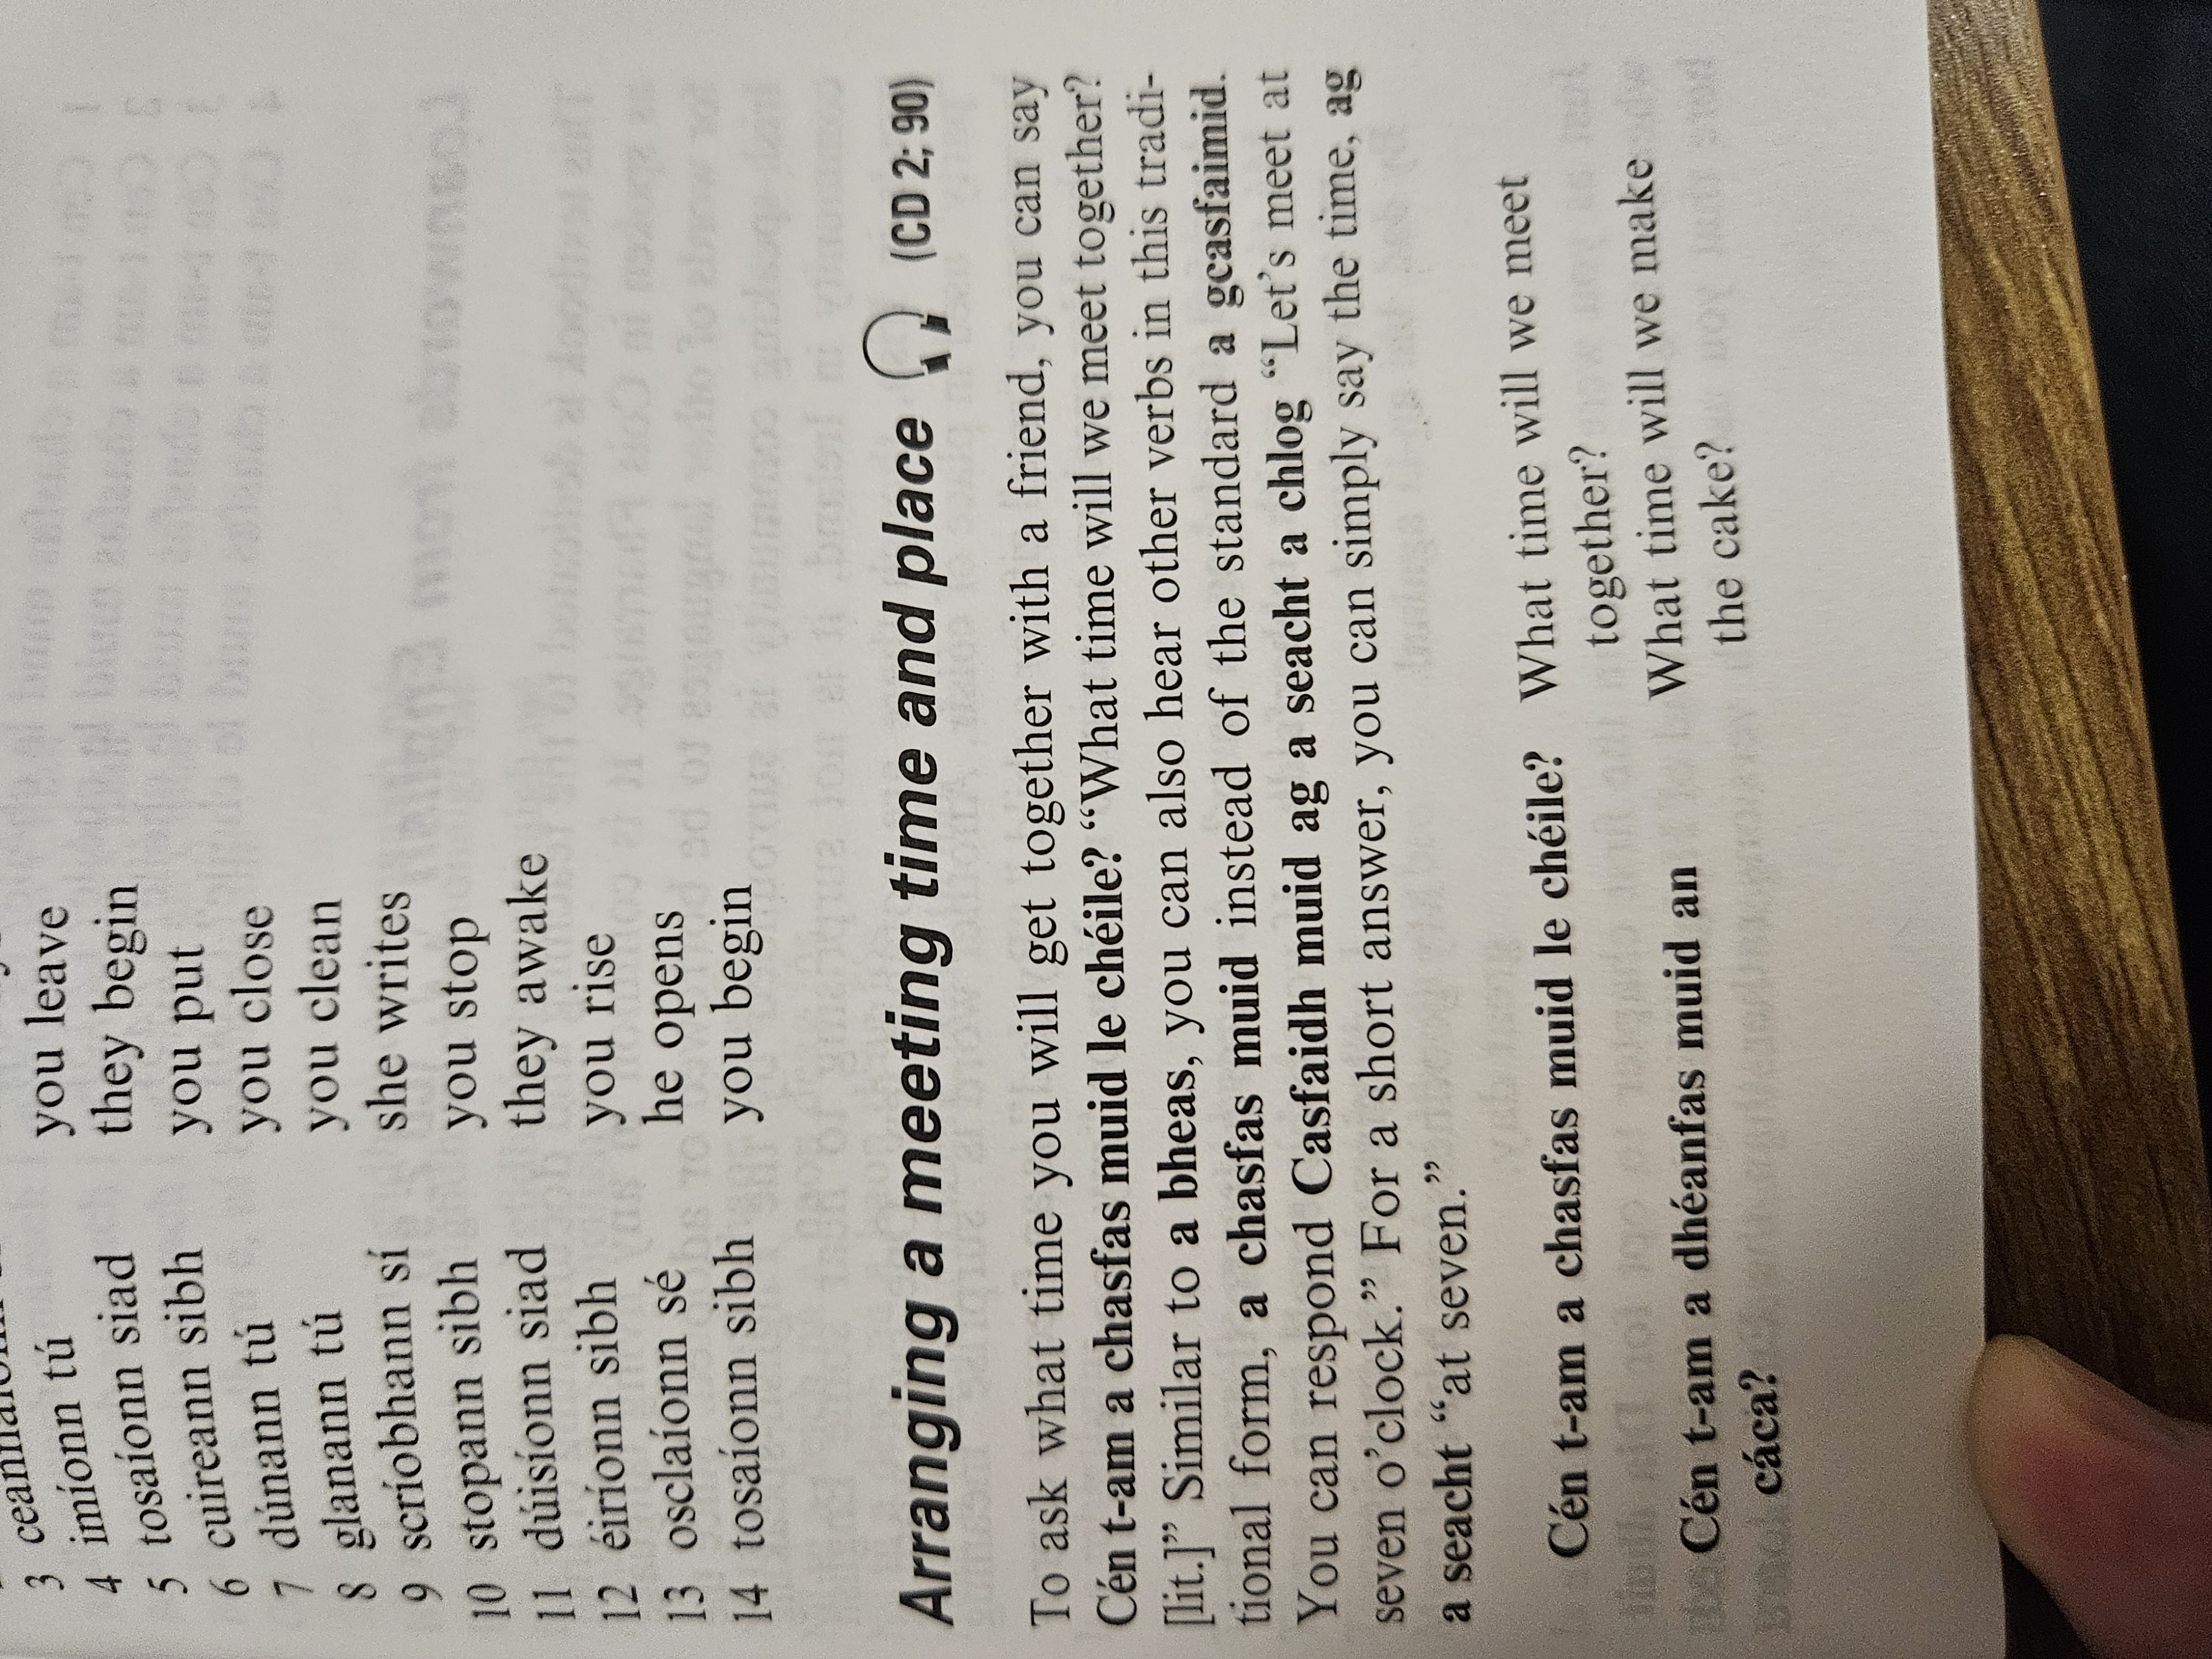 3
4 imíonn tú you leave
5 tosaíonn siad they begin
6 cuireann sibh you put
7 dúnann tú you close
8 glanann tú you clean
9 scríobhann sí she writes
10 stopann sibh you stop
11 dúisíonn siad they awake
12 éiríonn sibh you rise
13 osclaíonn sé he opens
14 tosaíonn sibh you begin
Arranging a meeting time and place (CD 2; 90)
To ask what time you will get together with a friend, you can say
Cén t-am a chasfas muid le chéile? “What time will we meet together?
[lit.]” Similar to a bheas, you can also hear other verbs in this tradi-
tional form, a chasfas muid instead of the standard a gcasfaimid.
You can respond Casfaidh muid ag a seacht a chlog “Let’s meet at
seven o’clock.” For a short answer, you can simply say the time, ag
a seacht “at seven.”
Cén t-am a chasfas muid le chéile? What time will we meet
together?
Cén t-am a dhéanfas muid an What time will we make
cáca? the cake?